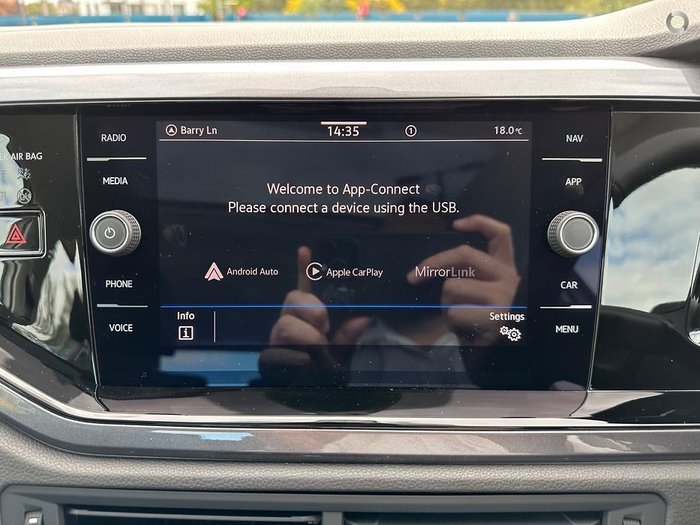 Barry Ln 14:35 1 18.0°C
RADIO
NAV
AIR BAG
MEDIA
APP
Welcome to App-Connect
Please connect a device using the USB.
Android Auto Apple CarPlay MirrorLink
PHONE
CAR
Info Settings
VOICE
MENU